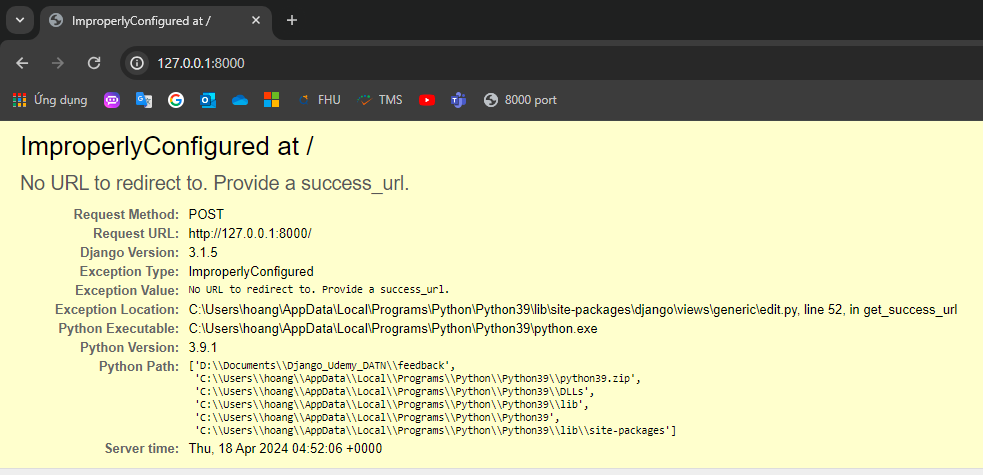 ImproperlyConfigured at /
127.0.0.1:8000
Ứng dụng FHU TMS 8000 port
ImproperlyConfigured at /
No URL to redirect to. Provide a success_url.
Request Method: POST
Request URL: http://127.0.0.1:8000/
Django Version: 3.1.5
Exception Type: ImproperlyConfigured
Exception Value: No URL to redirect to. Provide a success_url.
Exception Location: C:\Users\hoang\AppData\Local\Programs\Python\Python39\lib\site-packages\django\views\generic\edit.py, line 52, in get_success_url
Python Executable: C:\Users\hoang\AppData\Local\Programs\Python\Python39\python.exe
Python Version: 3.9.1
Python Path: ['D:\\Documents\\Django_Udemy_DATN\\feedback',
'C:\\Users\\hoang\\AppData\\Local\\Programs\\Python\\Python39\\python39.zip',
'C:\\Users\\hoang\\AppData\\Local\\Programs\\Python\\Python39\\DLLs',
'C:\\Users\\hoang\\AppData\\Local\\Programs\\Python\\Python39\\lib',
'C:\\Users\\hoang\\AppData\\Local\\Programs\\Python\\Python39',
'C:\\Users\\hoang\\AppData\\Local\\Programs\\Python\\Python39\\lib\\site-packages']
Server time: Thu, 18 Apr 2024 04:52:06 +0000